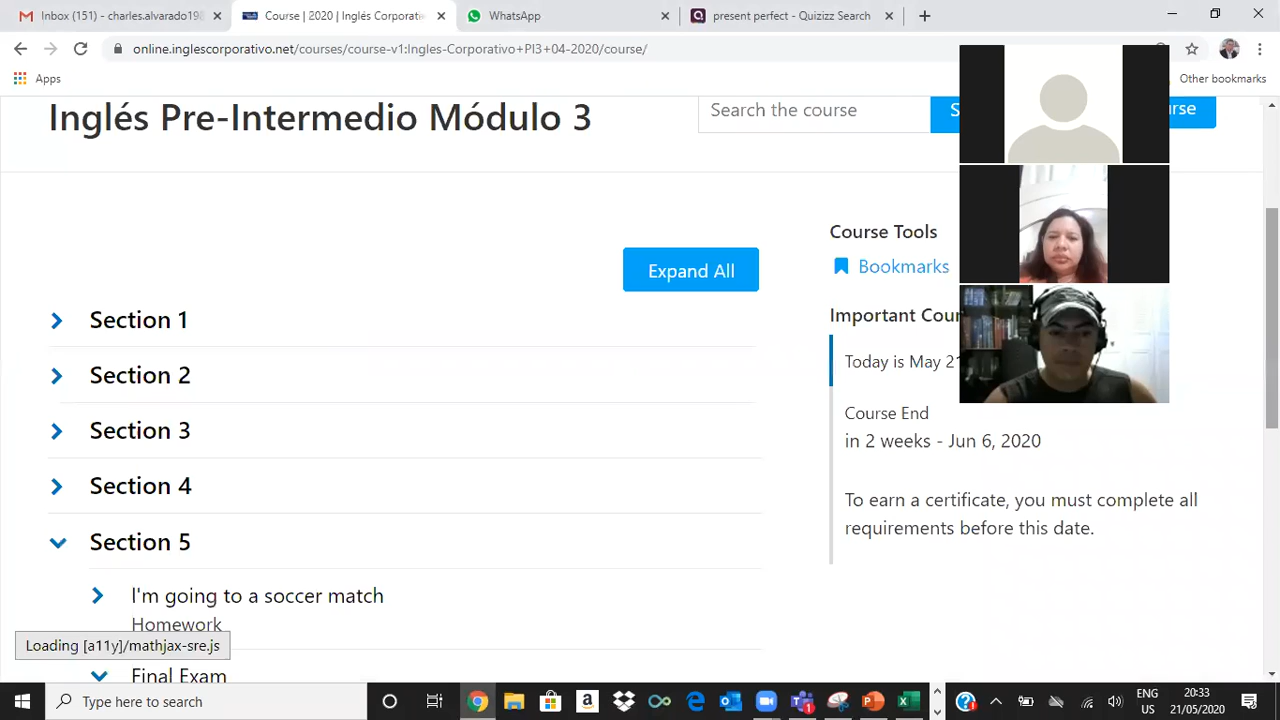 Inbox (151) - charles.alvarado198
Course | 2020 | Inglés Corporati
WhatsApp
present perfect - Quizizz Search
online.inglescorporativo.net/courses/course-v1:Ingles-Corporativo+PI3+04-2020/course/
Apps
Other bookmarks
Inglés Pre-Intermedio Módulo 3
Search the course
S
urse
Expand All
Section 1
Section 2
Section 3
Section 4
Section 5
I'm going to a soccer match
Homework
Final Exam
Course Tools
Bookmarks
Important Cour
Today is May 21
Course End
in 2 weeks - Jun 6, 2020
To earn a certificate, you must complete all
requirements before this date.
Loading [a11y]/mathjax-sre.js
Type here to search
ENG
US
20:33
21/05/2020